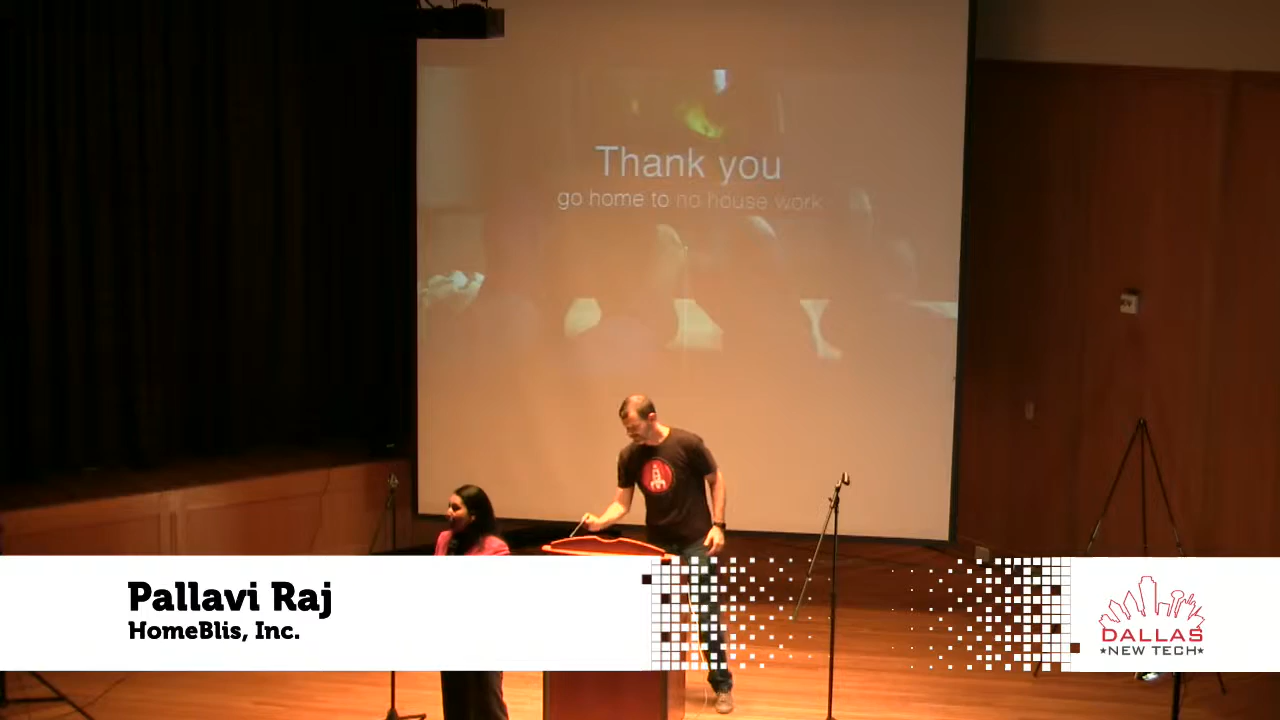 Thank you
go home to no house work
Pallavi Raj
HomeBlis, Inc.
DALLAS
NEW TECH